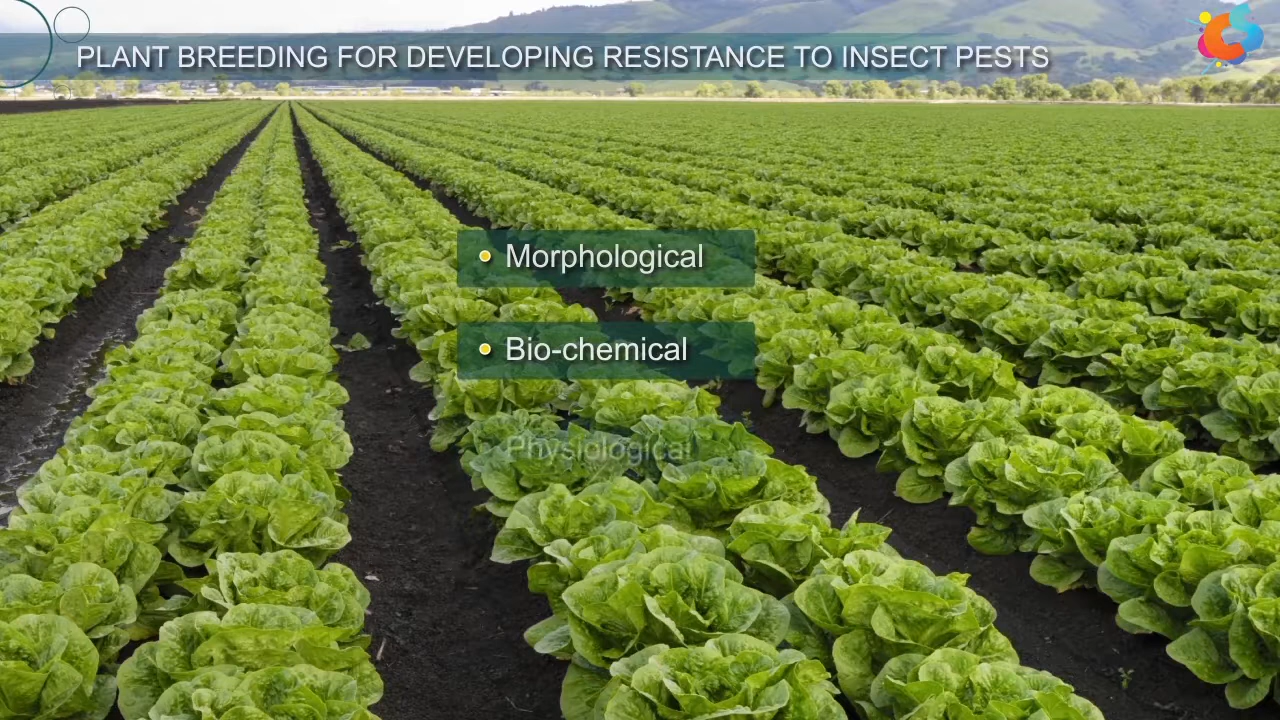 PLANT BREEDING FOR DEVELOPING RESISTANCE TO INSECT PESTS
• Morphological
• Bio-chemical
Physiological